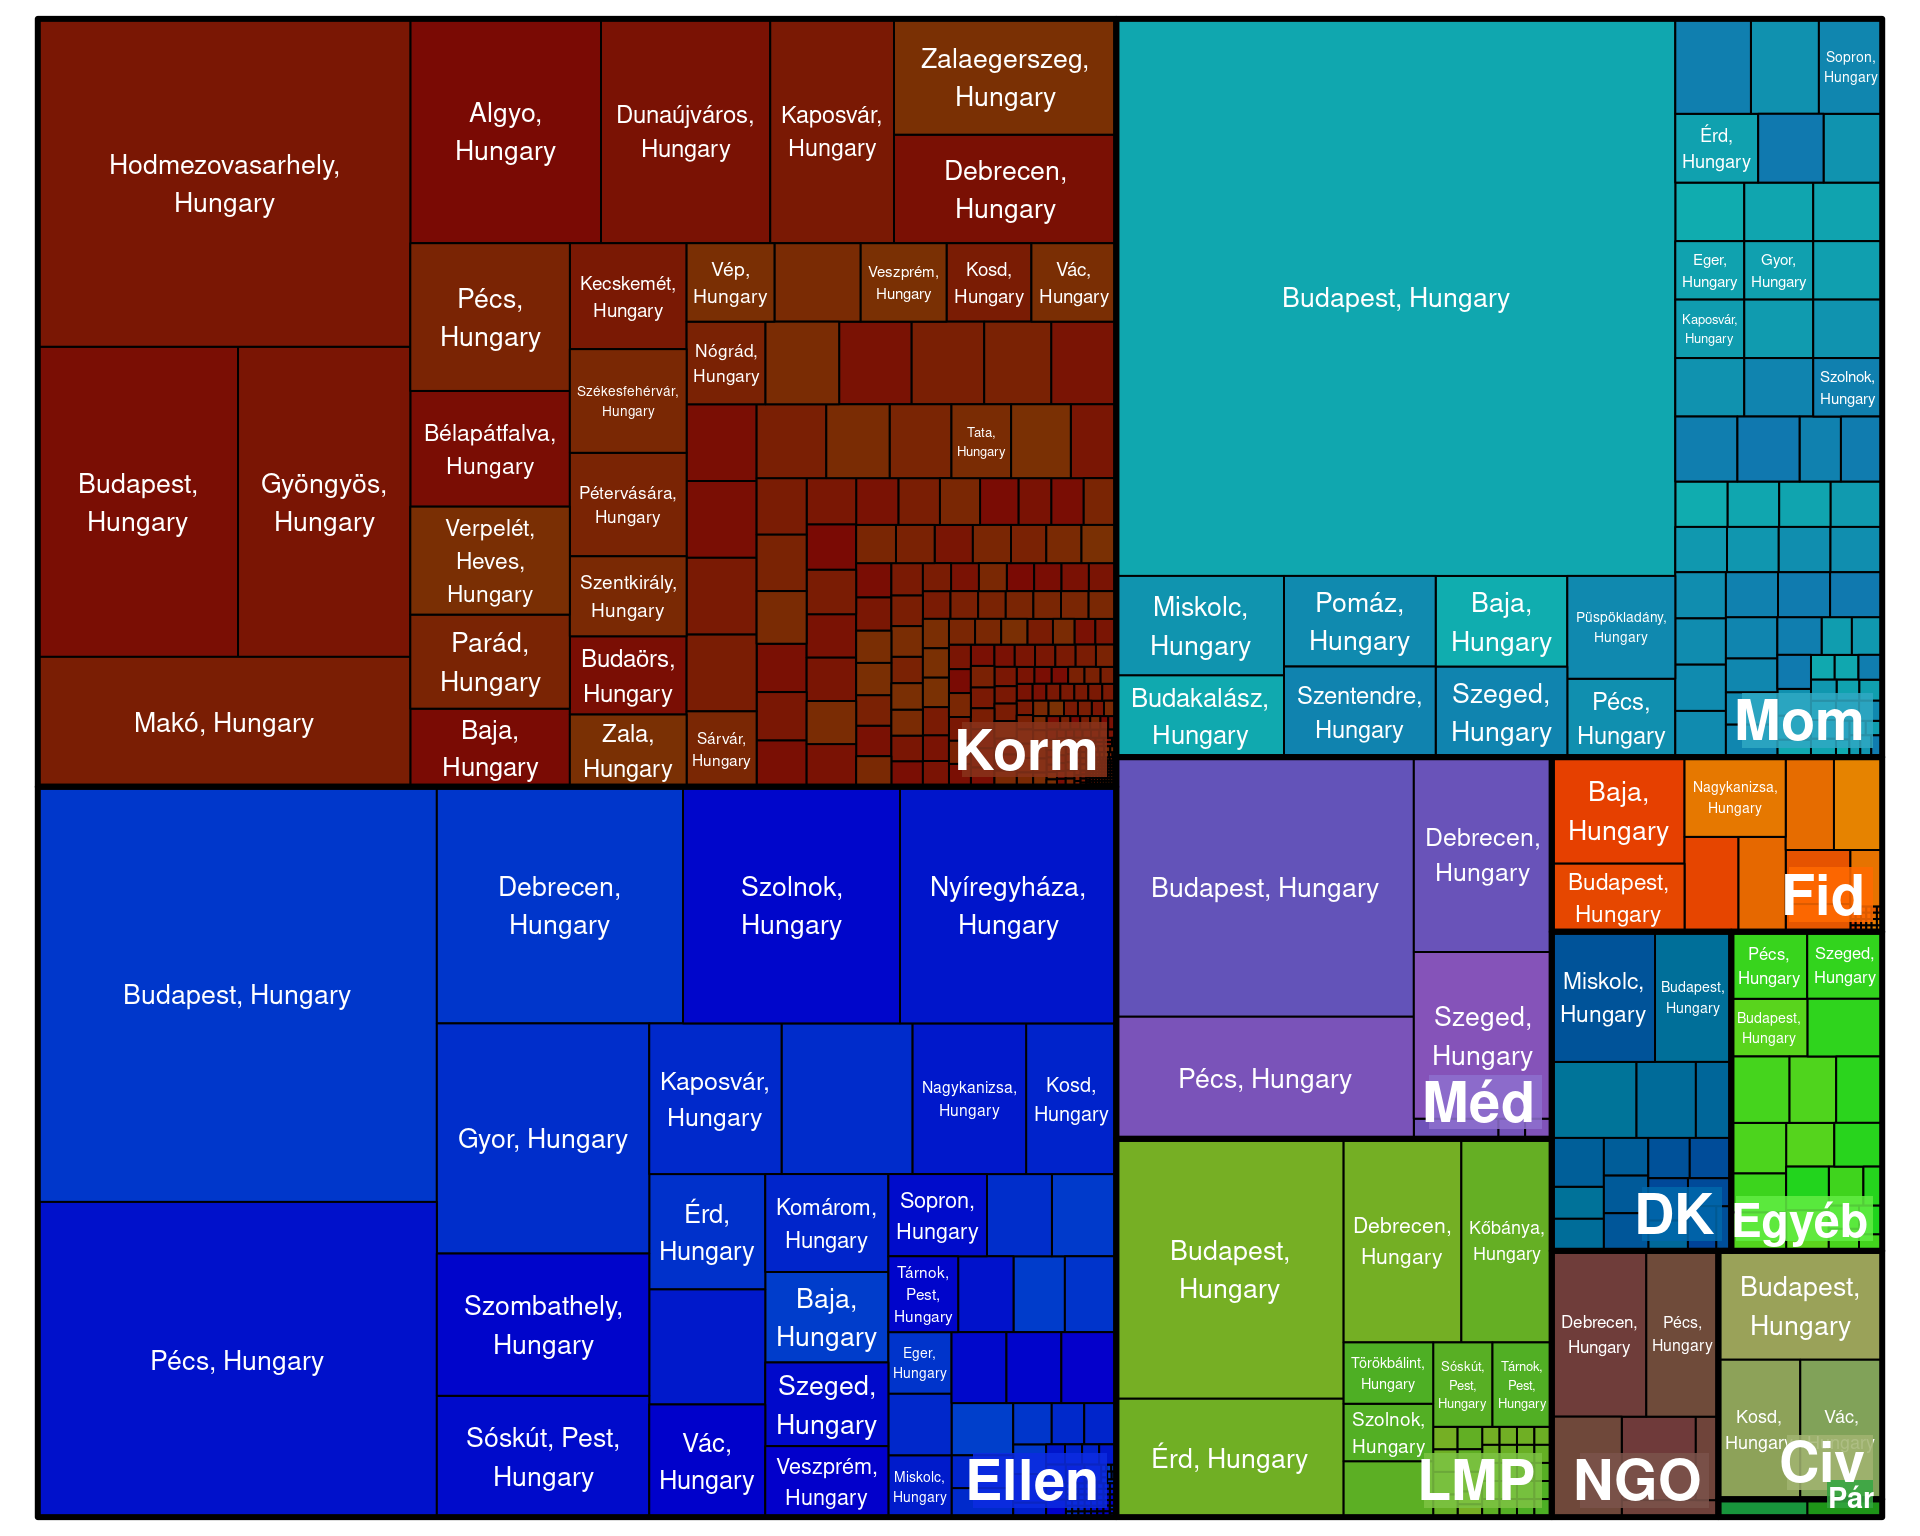 Hodmezovasarhely,
Hungary
Budapest,
Hungary
Gyöngyös,
Hungary
Makó, Hungary
Algyo,
Hungary
Dunaújváros,
Hungary
Kaposvár,
Hungary
Zalaegerszeg,
Hungary
Debrecen,
Hungary
Pécs,
Hungary
Bélapátfalva,
Hungary
Verpelét,
Heves,
Hungary
Parád,
Hungary
Baja,
Hungary
Kecskemét,
Hungary
Székesfehérvár,
Hungary
Pétervására,
Hungary
Szentkirály,
Hungary
Budaörs,
Hungary
Zala,
Hungary
Vép,
Hungary
Veszprém,
Hungary
Kosd,
Hungary
Vác,
Hungary
Nógrád,
Hungary
Tata,
Hungary
Sárvár,
Hungary
Korm
Budapest, Hungary
Miskolc,
Hungary
Budakalász,
Hungary
Pomáz,
Hungary
Szentendre,
Hungary
Baja,
Hungary
Szeged,
Hungary
Püspökladány,
Hungary
Pécs,
Hungary
Sopron,
Hungary
Érd,
Hungary
Eger,
Hungary
Gyor,
Hungary
Kaposvár,
Hungary
Szolnok,
Hungary
Mom
Budapest, Hungary
Pécs, Hungary
Debrecen,
Hungary
Szolnok,
Hungary
Nyíregyháza,
Hungary
Gyor, Hungary
Szombathely,
Hungary
Sóskút, Pest,
Hungary
Kaposvár,
Hungary
Nagykanizsa,
Hungary
Kosd,
Hungary
Érd,
Hungary
Vác,
Hungary
Komárom,
Hungary
Baja,
Hungary
Szeged,
Hungary
Veszprém,
Hungary
Sopron,
Hungary
Tárnok,
Pest,
Hungary
Eger,
Hungary
Miskolc,
Hungary
Ellen
Budapest, Hungary
Pécs, Hungary
Debrecen,
Hungary
Szeged,
Hungary
Méd
Budapest,
Hungary
Érd, Hungary
Debrecen,
Hungary
Kőbánya,
Hungary
Törökbálint,
Hungary
Szolnok,
Hungary
Sóskút,
Pest,
Hungary
Tárnok,
Pest,
Hungary
LMP
Baja,
Hungary
Budapest,
Hungary
Nagykanizsa,
Hungary
Fid
Miskolc,
Hungary
Budapest,
Hungary
DK
Pécs,
Hungary
Szeged,
Hungary
Budapest,
Hungary
Egyéb
Debrecen,
Hungary
Pécs,
Hungary
NGO
Budapest,
Hungary
Kosd,
Hungary
Vác,
Hungary
Civ
Pár